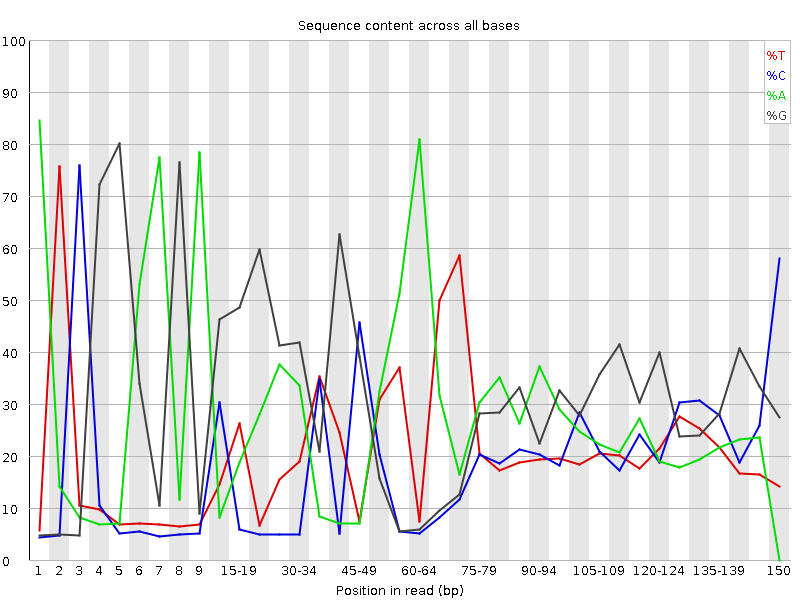 Sequence content across all bases
100
90
80
70
60
50
40
30
20
10
0
%T
%C
%A
%G
1 2 3 4 5 6 7 8 9 15-19 30-34 45-49 60-64 75-79 90-94 105-109 120-124 135-139 150
Position in read (bp)